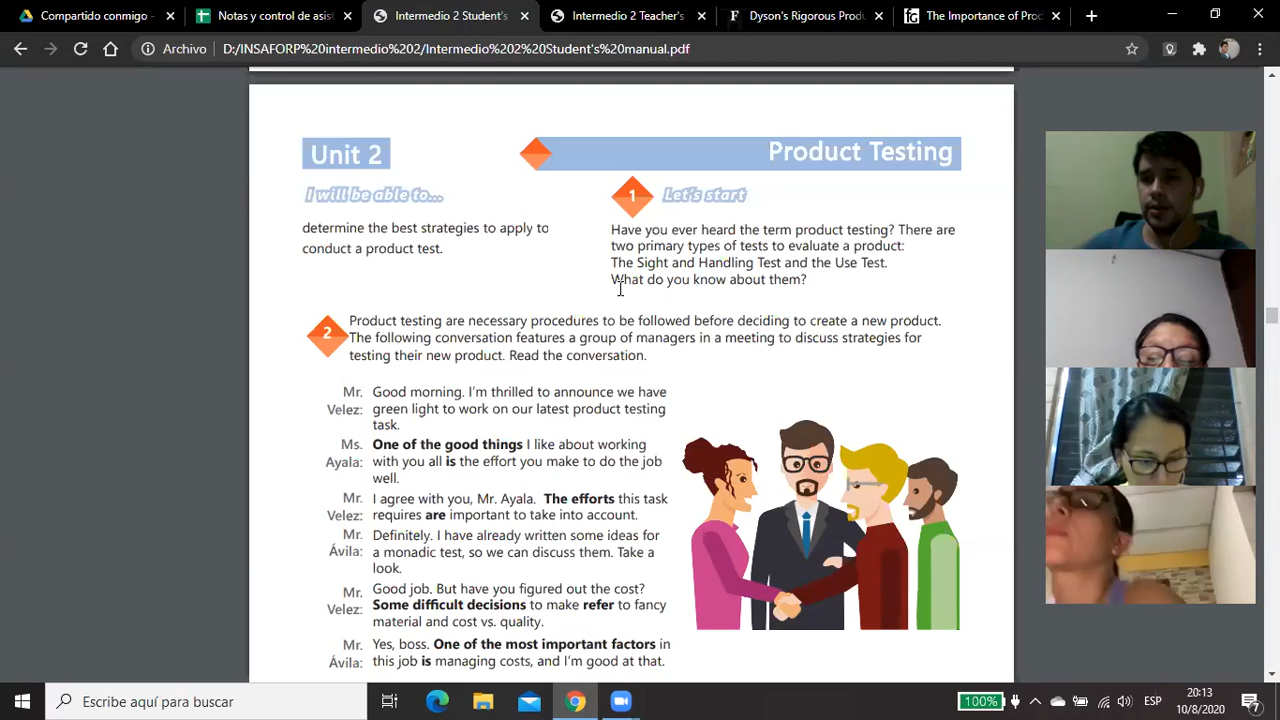 Compartido conmigo -
Notas y control de asis
Intermedio 2 Student's
Intermedio 2 Teacher's
Dyson's Rigorous Produ
The Importance of Proc
Archivo
D:/INSAFORP%20intermedio%202/Intermedio%202%20Student's%20manual.pdf
Unit 2
Product Testing
I will be able to...
1
Let's start
determine the best strategies to apply to
conduct a product test.
Have you ever heard the term product testing? There are
two primary types of tests to evaluate a product:
The Sight and Handling Test and the Use Test.
What do you know about them?
2
Product testing are necessary procedures to be followed before deciding to create a new product.
The following conversation features a group of managers in a meeting to discuss strategies for
testing their new product. Read the conversation.
Mr. Velez: Good morning. I'm thrilled to announce we have
green light to work on our latest product testing
task.
Ms. Ayala: One of the good things I like about working
with you all is the effort you make to do the job
well.
Mr. Velez: I agree with you, Mr. Ayala. The efforts this task
requires are important to take into account.
Mr. Ávila: Definitely. I have already written some ideas for
a monadic test, so we can discuss them. Take a
look.
Mr. Velez: Good job. But have you figured out the cost?
Some difficult decisions to make refer to fancy
material and cost vs. quality.
Mr. Ávila: Yes, boss. One of the most important factors in
this job is managing costs, and I'm good at that.
Escribe aquí para buscar
100%
ESP
20:13
10/8/2020
7